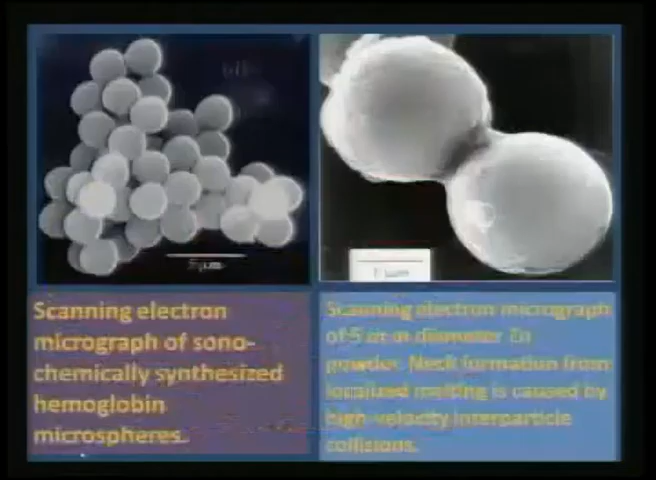 Scanning electron
micrograph of sono-
chemically synthesized
hemoglobin
microspheres.
Scanning electron micrograph
of 5 diameter Zn
powder. Neck formation from
localized melting is caused by
high-velocity interparticle
collisions.